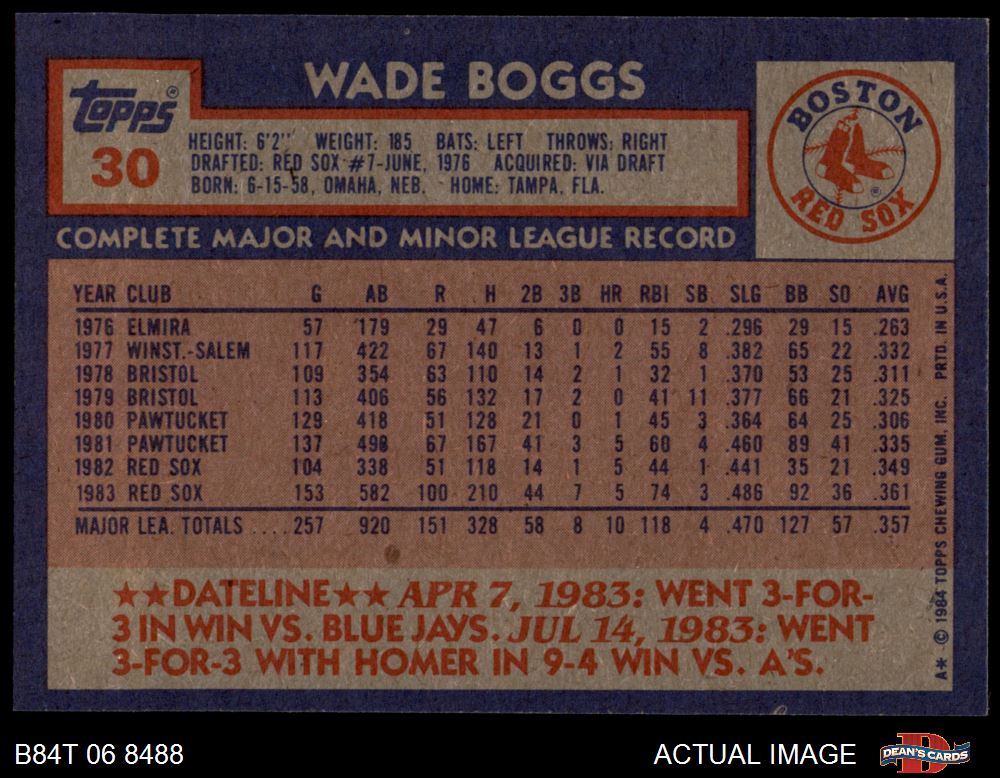 WADE BOGGS
Topps®
30
HEIGHT: 6'2" WEIGHT: 185 BATS: LEFT THROWS: RIGHT
DRAFTED: RED SOX #7-JUNE, 1976 ACQUIRED: VIA DRAFT
BORN: 6-15-58, OMAHA, NEB. HOME: TAMPA, FLA.
BOSTON
RED SOX
®
COMPLETE MAJOR AND MINOR LEAGUE RECORD
YEAR CLUB G AB R H 2B 3B HR RBI SB SLG BB SO AVG
1976 ELMIRA 57 179 29 47 6 0 0 15 2 .296 29 15 .263
1977 WINST.-SALEM 117 422 67 140 13 1 2 55 8 .382 65 22 .332
1978 BRISTOL 109 354 63 110 14 2 1 32 1 .370 53 25 .311
1979 BRISTOL 113 406 56 132 17 2 0 41 11 .377 66 21 .325
1980 PAWTUCKET 129 418 51 128 21 0 1 45 3 .364 64 25 .306
1981 PAWTUCKET 137 498 67 167 41 3 5 60 4 .460 89 41 .335
1982 RED SOX 104 338 51 118 14 1 5 44 1 .441 35 21 .349
1983 RED SOX 153 582 100 210 44 7 5 74 3 .486 92 36 .361
MAJOR LEA. TOTALS ....257 920 151 328 58 8 10 118 4 .470 127 57 .357
★★DATELINE★★ APR 7, 1983: WENT 3-FOR-
3 IN WIN VS. BLUE JAYS. JUL 14, 1983: WENT
3-FOR-3 WITH HOMER IN 9-4 WIN VS. A'S.
A* © 1984 TOPPS CHEWING GUM, INC. PRTD. IN U.S.A.
B84T 06 8488
ACTUAL IMAGE
D
DEAN'S CARDS